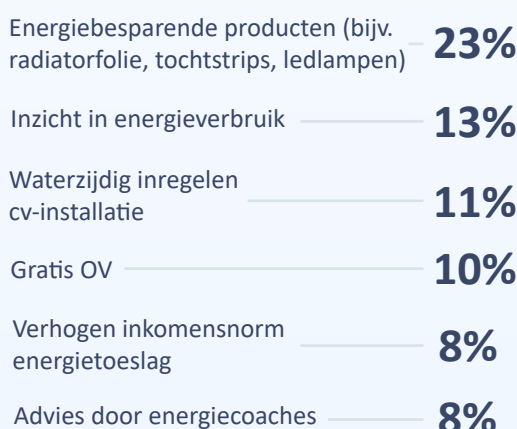 Energiebesparende producten (bijv.
radiatorfolie, tochtstrips, ledlampen) 23%
Inzicht in energieverbruik 13%
Waterzijdig inregelen
cv-installatie 11%
Gratis OV 10%
Verhogen inkomensnorm
energietoeslag 8%
Advies door energiecoaches 8%